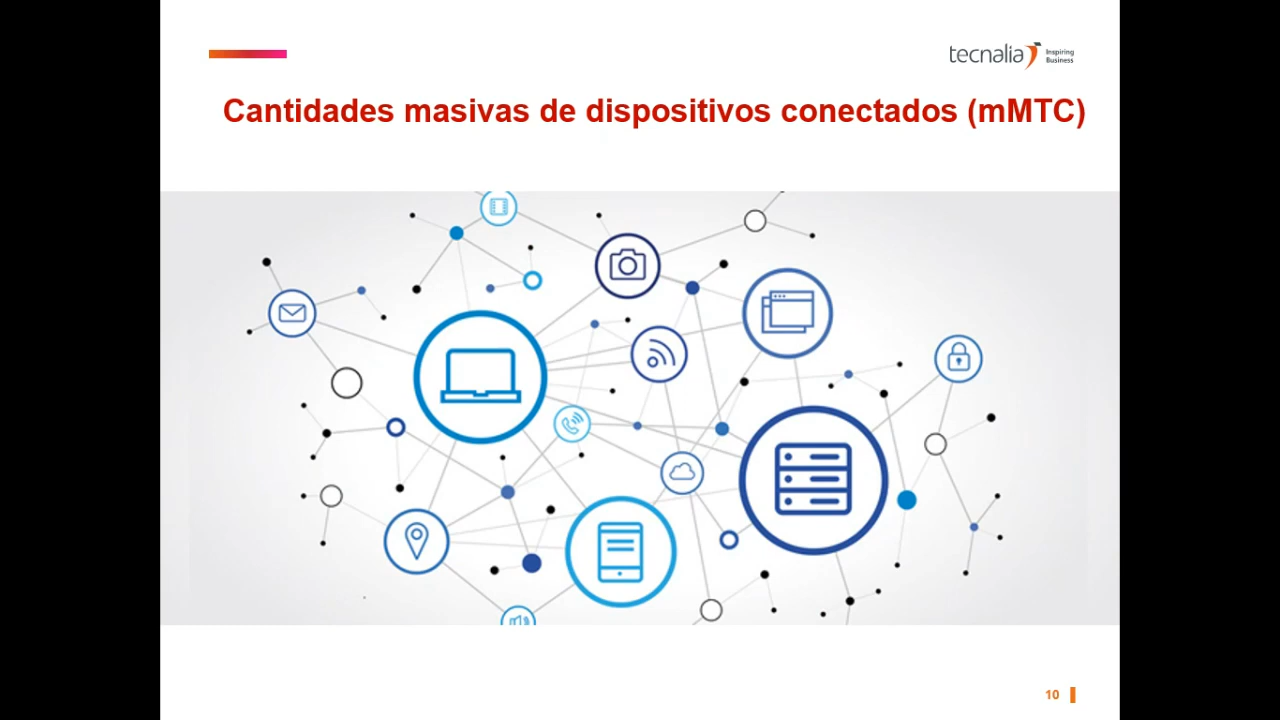 tecnalia Inspiring
Business
Cantidades masivas de dispositivos conectados (mMTC)
10